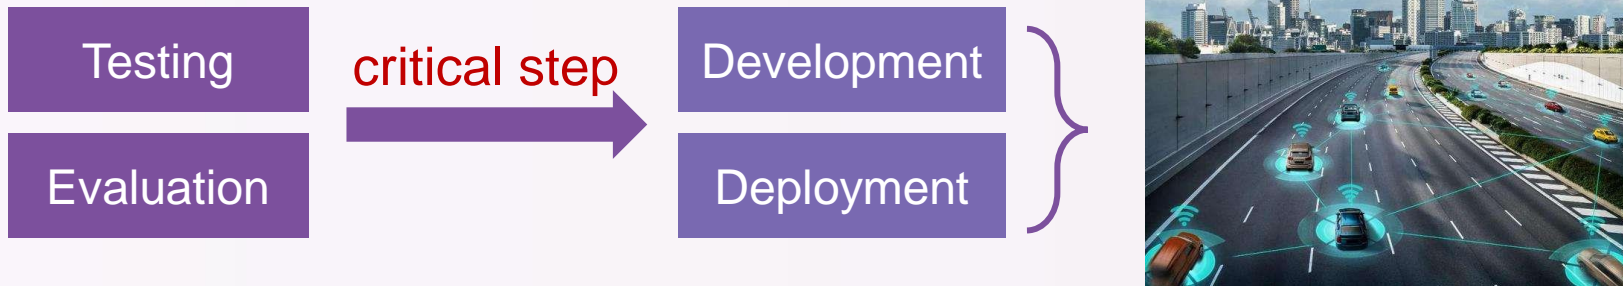 Testing
critical step
Development
Evaluation
Deployment